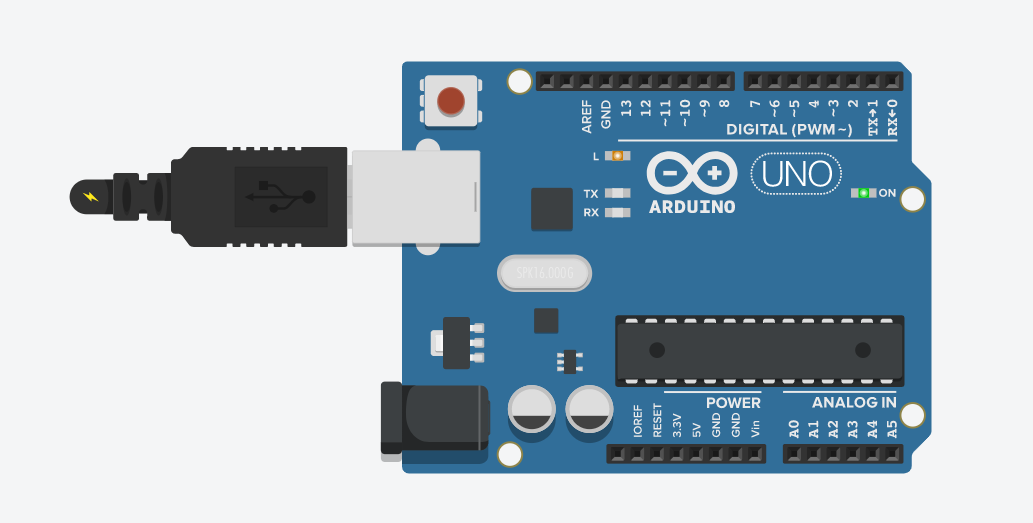 AREF
GND
13
12
~11
~10
~9
8
7
~6
~5
4
~3
2
TX→1
RX←0
DIGITAL (PWM~)
L
TX
RX
ARDUINO
UNO
ON
SPK16.000G
POWER
ANALOG IN
IOREF
RESET
3.3V
5V
GND
GND
Vin
A0
A1
A2
A3
A4
A5